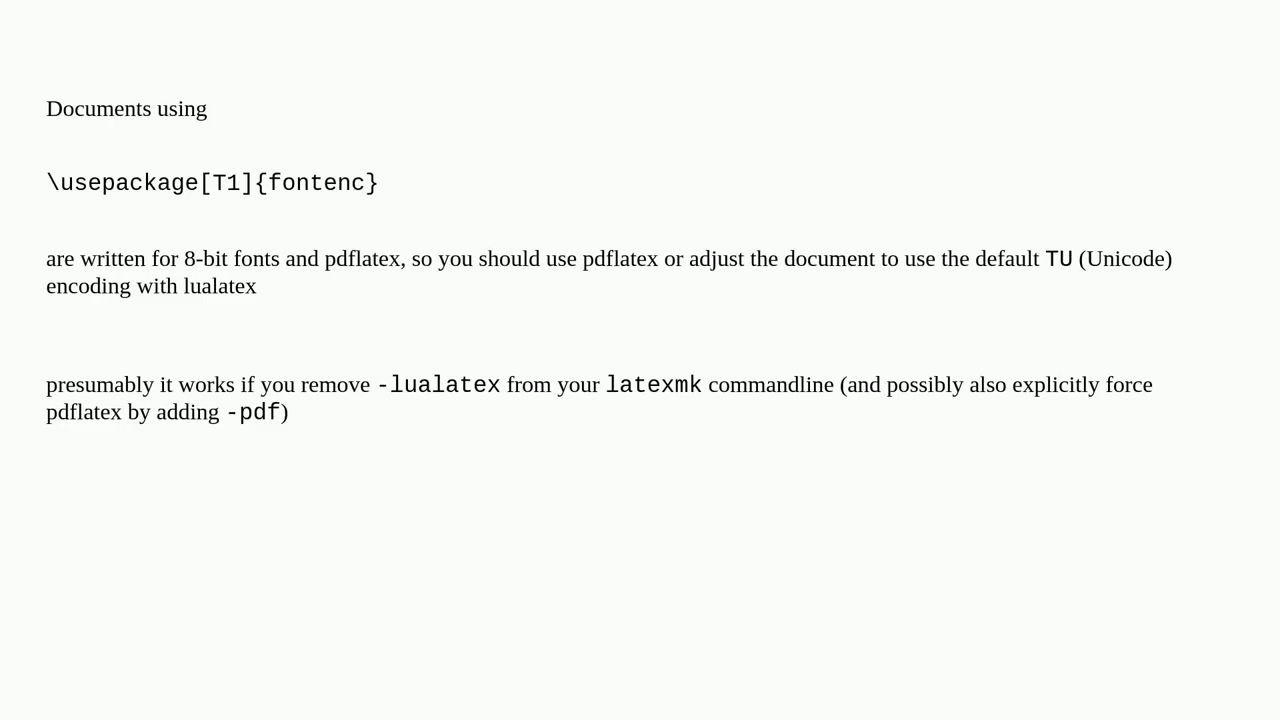 Documents using
\usepackage[T1]{fontenc}
are written for 8-bit fonts and pdflatex, so you should use pdflatex or adjust the document to use the default TU (Unicode)
encoding with lualatex
presumably it works if you remove -lualatex from your latexmk commandline (and possibly also explicitly force
pdflatex by adding -pdf)